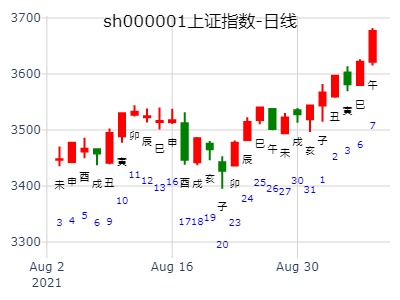 sh000001上证指数-日线
3700
3600
3500
3400
3300
未 申 酉 戌 丑 寅 卯 辰 巳 申 酉 戌 亥 子 卯 辰 巳 午 未 戌 亥 子 丑 寅 巳 午
3 4 5 6 9 10 11 12 13 16 17 18 19 20 23 24 25 26 27 30 31 1 2 3 6 7
Aug 2 Aug 16 Aug 30
2021